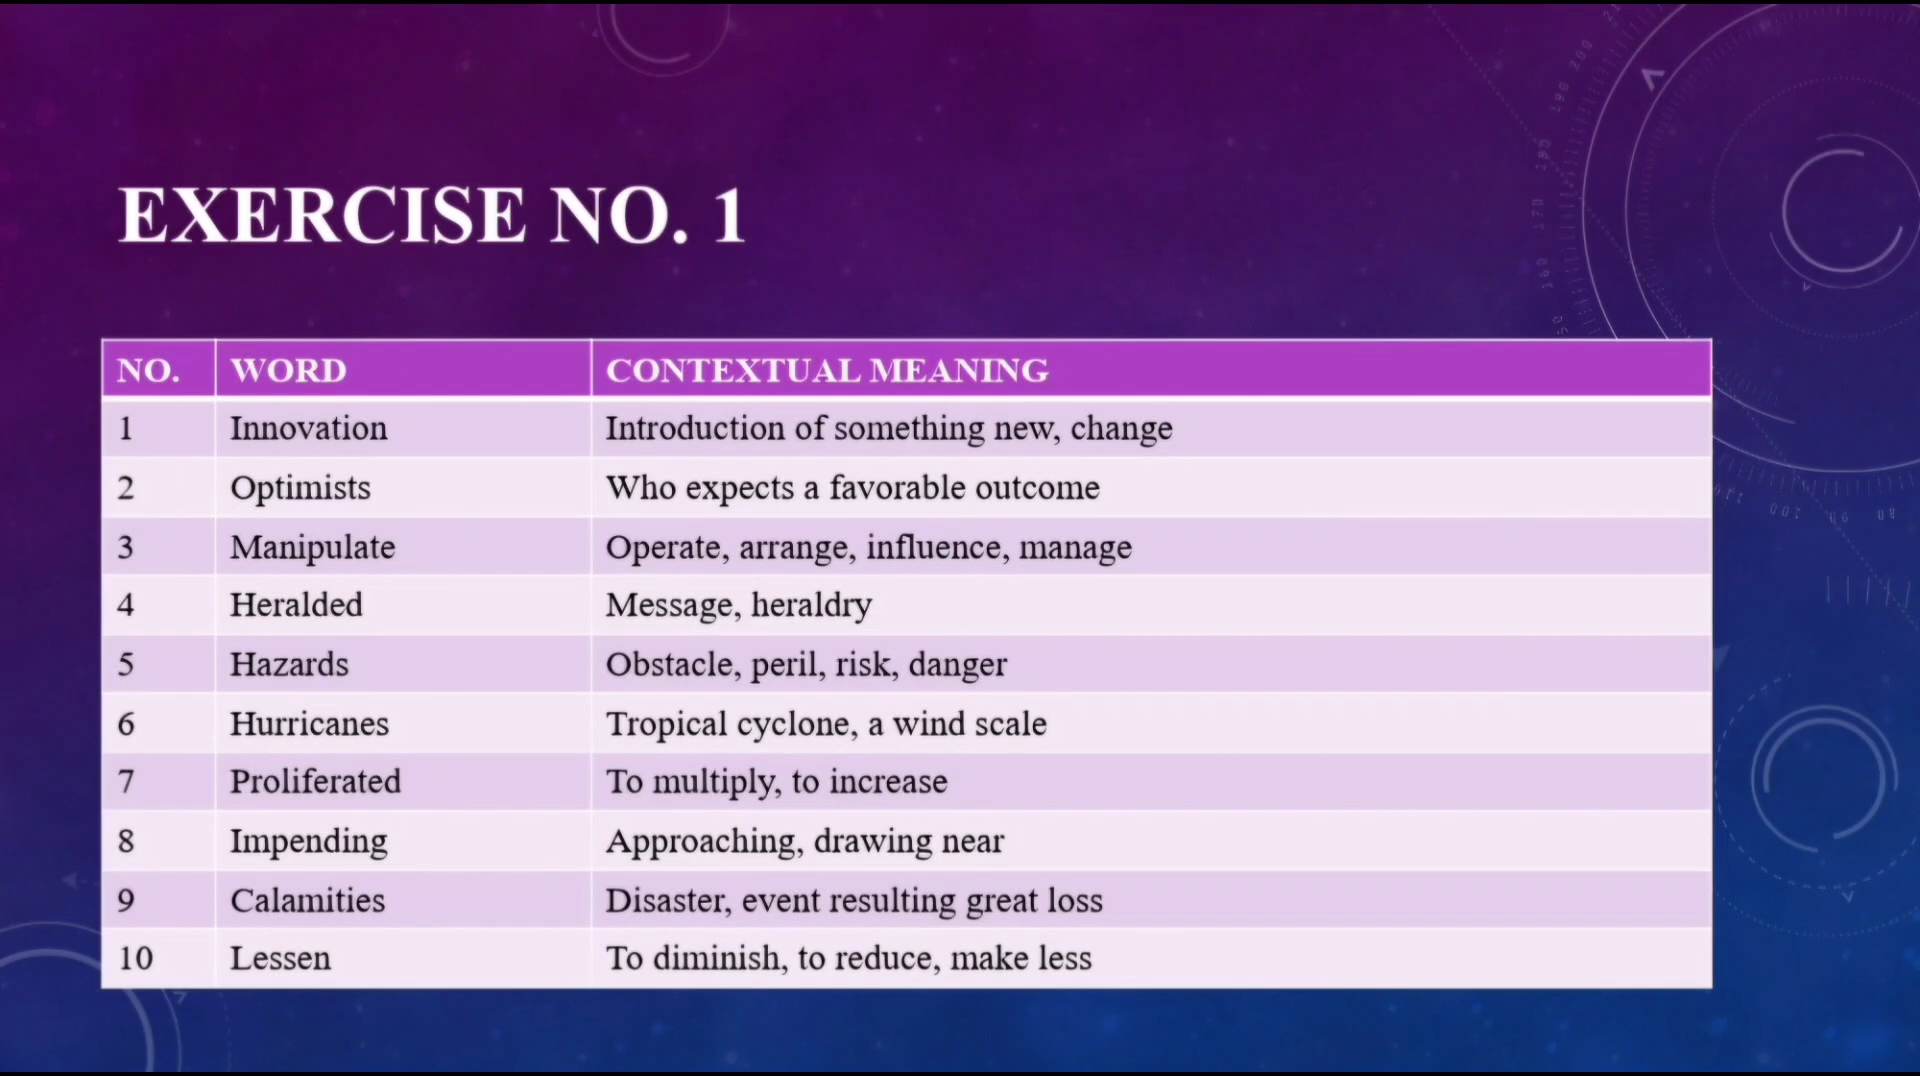 EXERCISE NO. 1
NO. WORD CONTEXTUAL MEANING
1 Innovation Introduction of something new, change
2 Optimists Who expects a favorable outcome
3 Manipulate Operate, arrange, influence, manage
4 Heralded Message, heraldry
5 Hazards Obstacle, peril, risk, danger
6 Hurricanes Tropical cyclone, a wind scale
7 Proliferated To multiply, to increase
8 Impending Approaching, drawing near
9 Calamities Disaster, event resulting great loss
10 Lessen To diminish, to reduce, make less